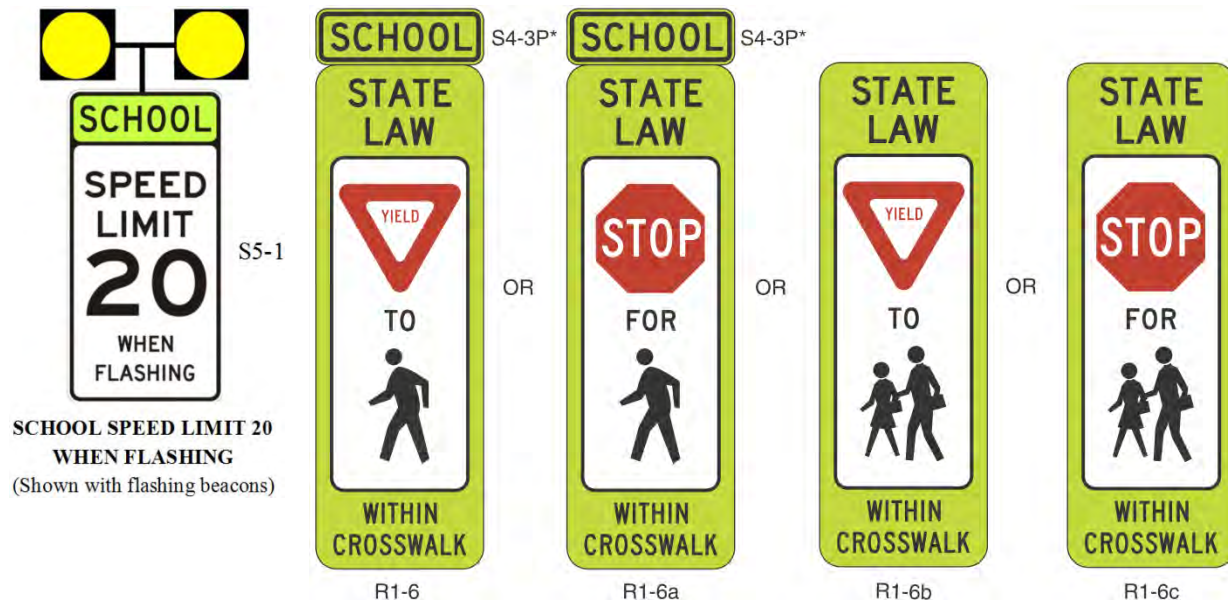 SCHOOL
SPEED
LIMIT
20
WHEN
FLASHING
S5-1
SCHOOL SPEED LIMIT 20
WHEN FLASHING
(Shown with flashing beacons)
SCHOOL
S4-3P*
STATE
LAW
YIELD
TO
WITHIN
CROSSWALK
R1-6
OR
SCHOOL
S4-3P*
STATE
LAW
STOP
FOR
WITHIN
CROSSWALK
R1-6a
OR
STATE
LAW
YIELD
TO
WITHIN
CROSSWALK
R1-6b
OR
STATE
LAW
STOP
FOR
WITHIN
CROSSWALK
R1-6c